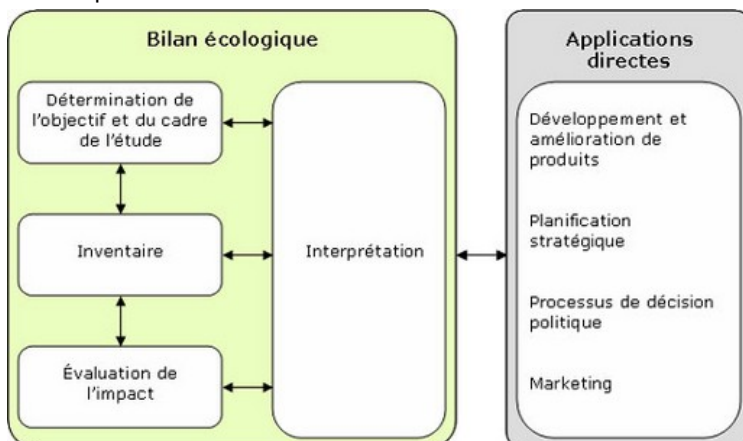 Bilan écologique
Détermination de
l'objectif et du cadre
de l'étude
Inventaire
Évaluation de
l'impact
Interprétation
Applications
directes
Développement et
amélioration de
produits
Planification
stratégique
Processus de décision
politique
Marketing